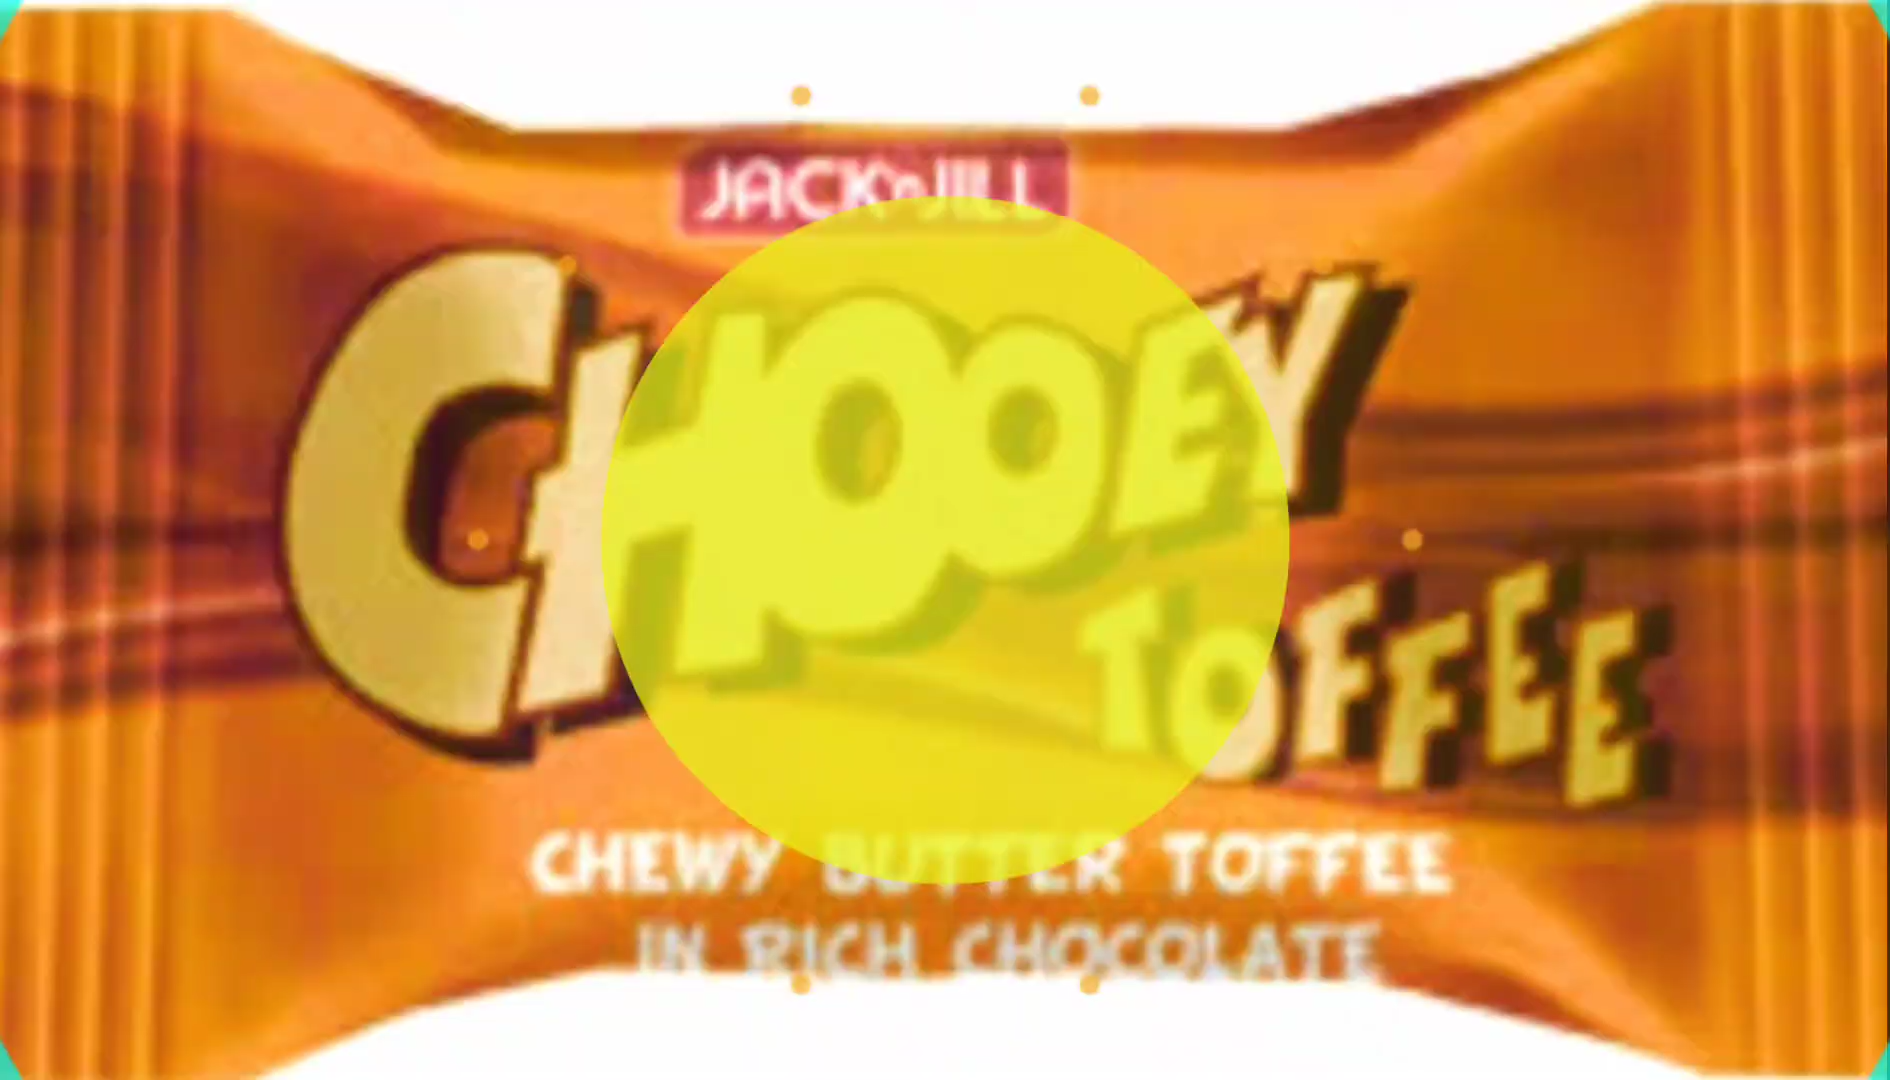 JACK'n JILL
CHOOEY
TOFFEE
CHEWY BUTTER TOFFEE
IN RICH CHOCOLATE